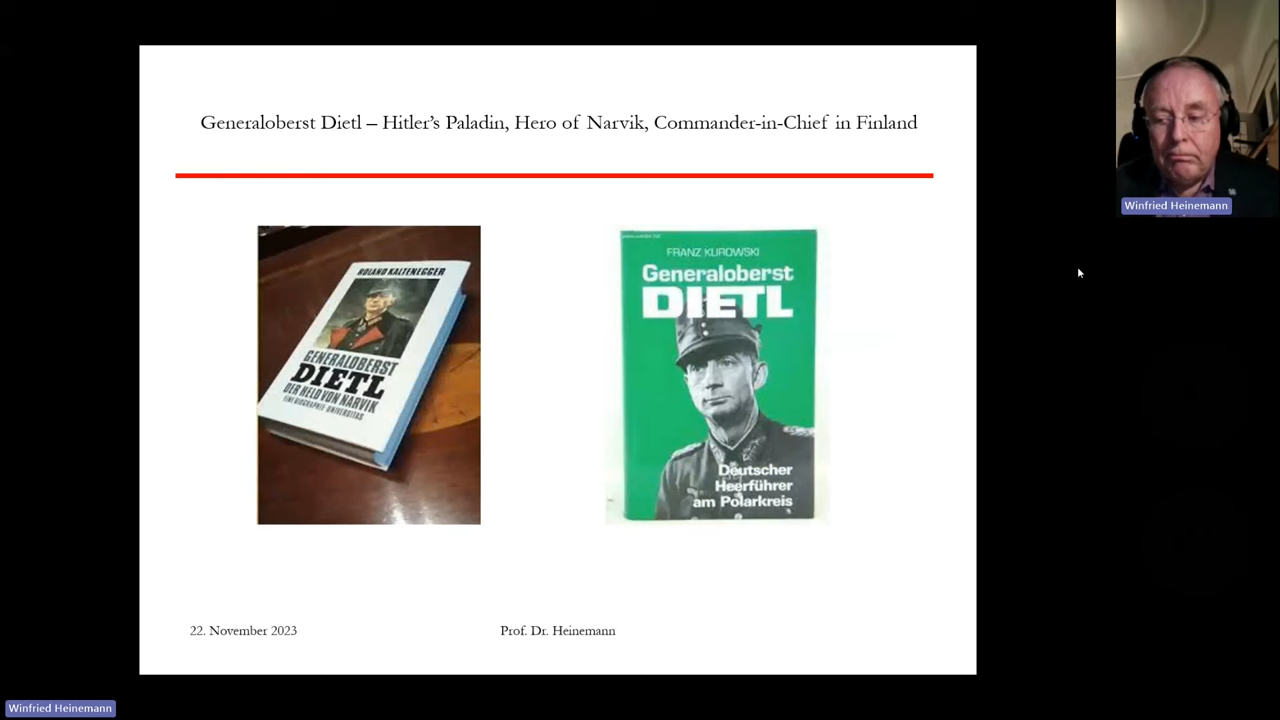 Generaloberst Dietl – Hitler's Paladin, Hero of Narvik, Commander-in-Chief in Finland
ROLAND KALTENEGGER
GENERALOBERST
DIETL
DER HELD VON NARVIK
EINE BIOGRAPHIE · UNIVERSITAS
FRANZ KUROWSKI
Generaloberst
DIETL
Deutscher
Heerführer
am Polarkreis
22. November 2023
Prof. Dr. Heinemann
Winfried Heinemann
Winfried Heinemann